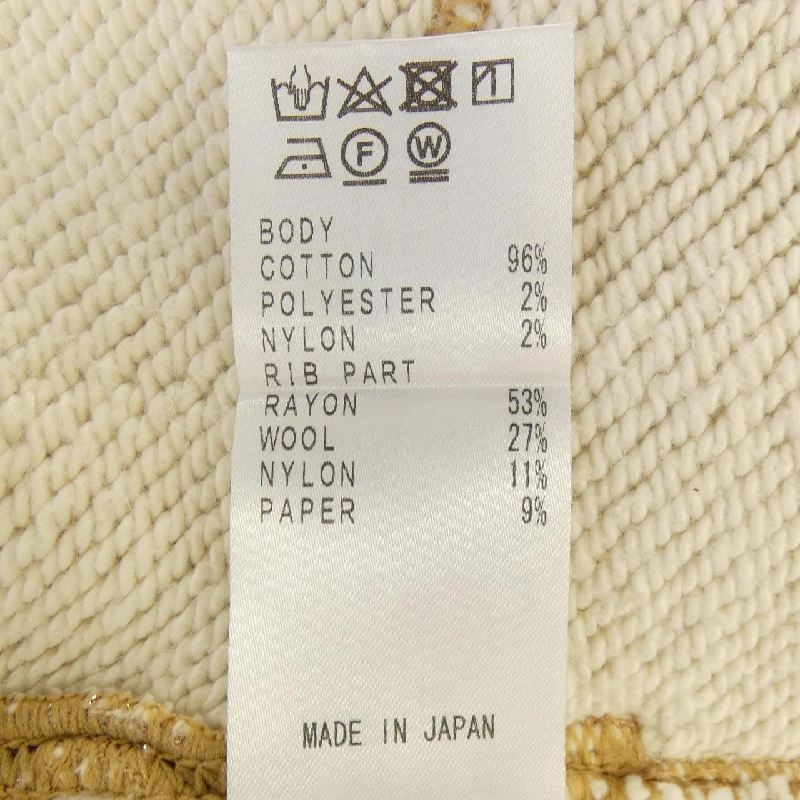 F W
BODY
COTTON 96%
POLYESTER 2%
NYLON 2%
RIB PART
RAYON 53%
WOOL 27%
NYLON 11%
PAPER 9%
MADE IN JAPAN